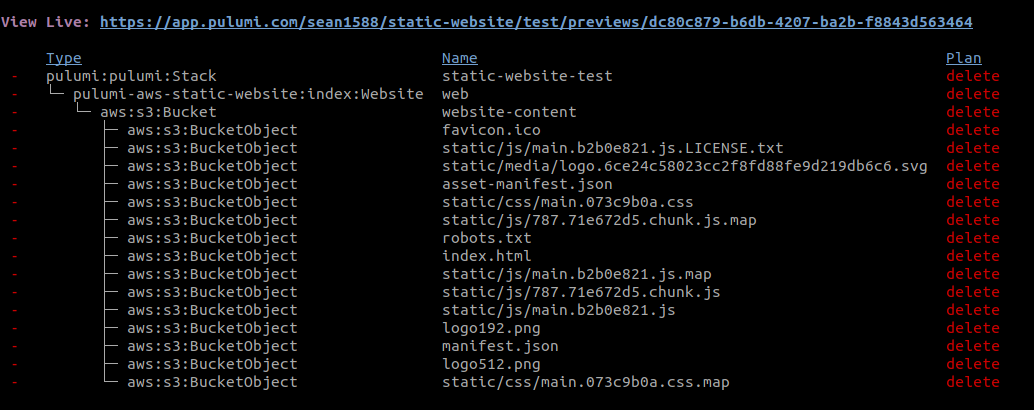 View Live: https://app.pulumi.com/sean1588/static-website/test/previews/dc80c879-b6db-4207-ba2b-f8843d563464
Type Name Plan
- pulumi:pulumi:Stack static-website-test delete
- └─ pulumi-aws-static-website:index:Website web delete
- └─ aws:s3:Bucket website-content delete
- ├─ aws:s3:BucketObject favicon.ico delete
- ├─ aws:s3:BucketObject static/js/main.b2b0e821.js.LICENSE.txt delete
- ├─ aws:s3:BucketObject static/media/logo.6ce24c58023cc2f8fd88fe9d219db6c6.svg delete
- ├─ aws:s3:BucketObject asset-manifest.json delete
- ├─ aws:s3:BucketObject static/css/main.073c9b0a.css delete
- ├─ aws:s3:BucketObject static/js/787.71e672d5.chunk.js.map delete
- ├─ aws:s3:BucketObject robots.txt delete
- ├─ aws:s3:BucketObject index.html delete
- ├─ aws:s3:BucketObject static/js/main.b2b0e821.js.map delete
- ├─ aws:s3:BucketObject static/js/787.71e672d5.chunk.js delete
- ├─ aws:s3:BucketObject static/js/main.b2b0e821.js delete
- ├─ aws:s3:BucketObject logo192.png delete
- ├─ aws:s3:BucketObject manifest.json delete
- ├─ aws:s3:BucketObject logo512.png delete
- └─ aws:s3:BucketObject static/css/main.073c9b0a.css.map delete